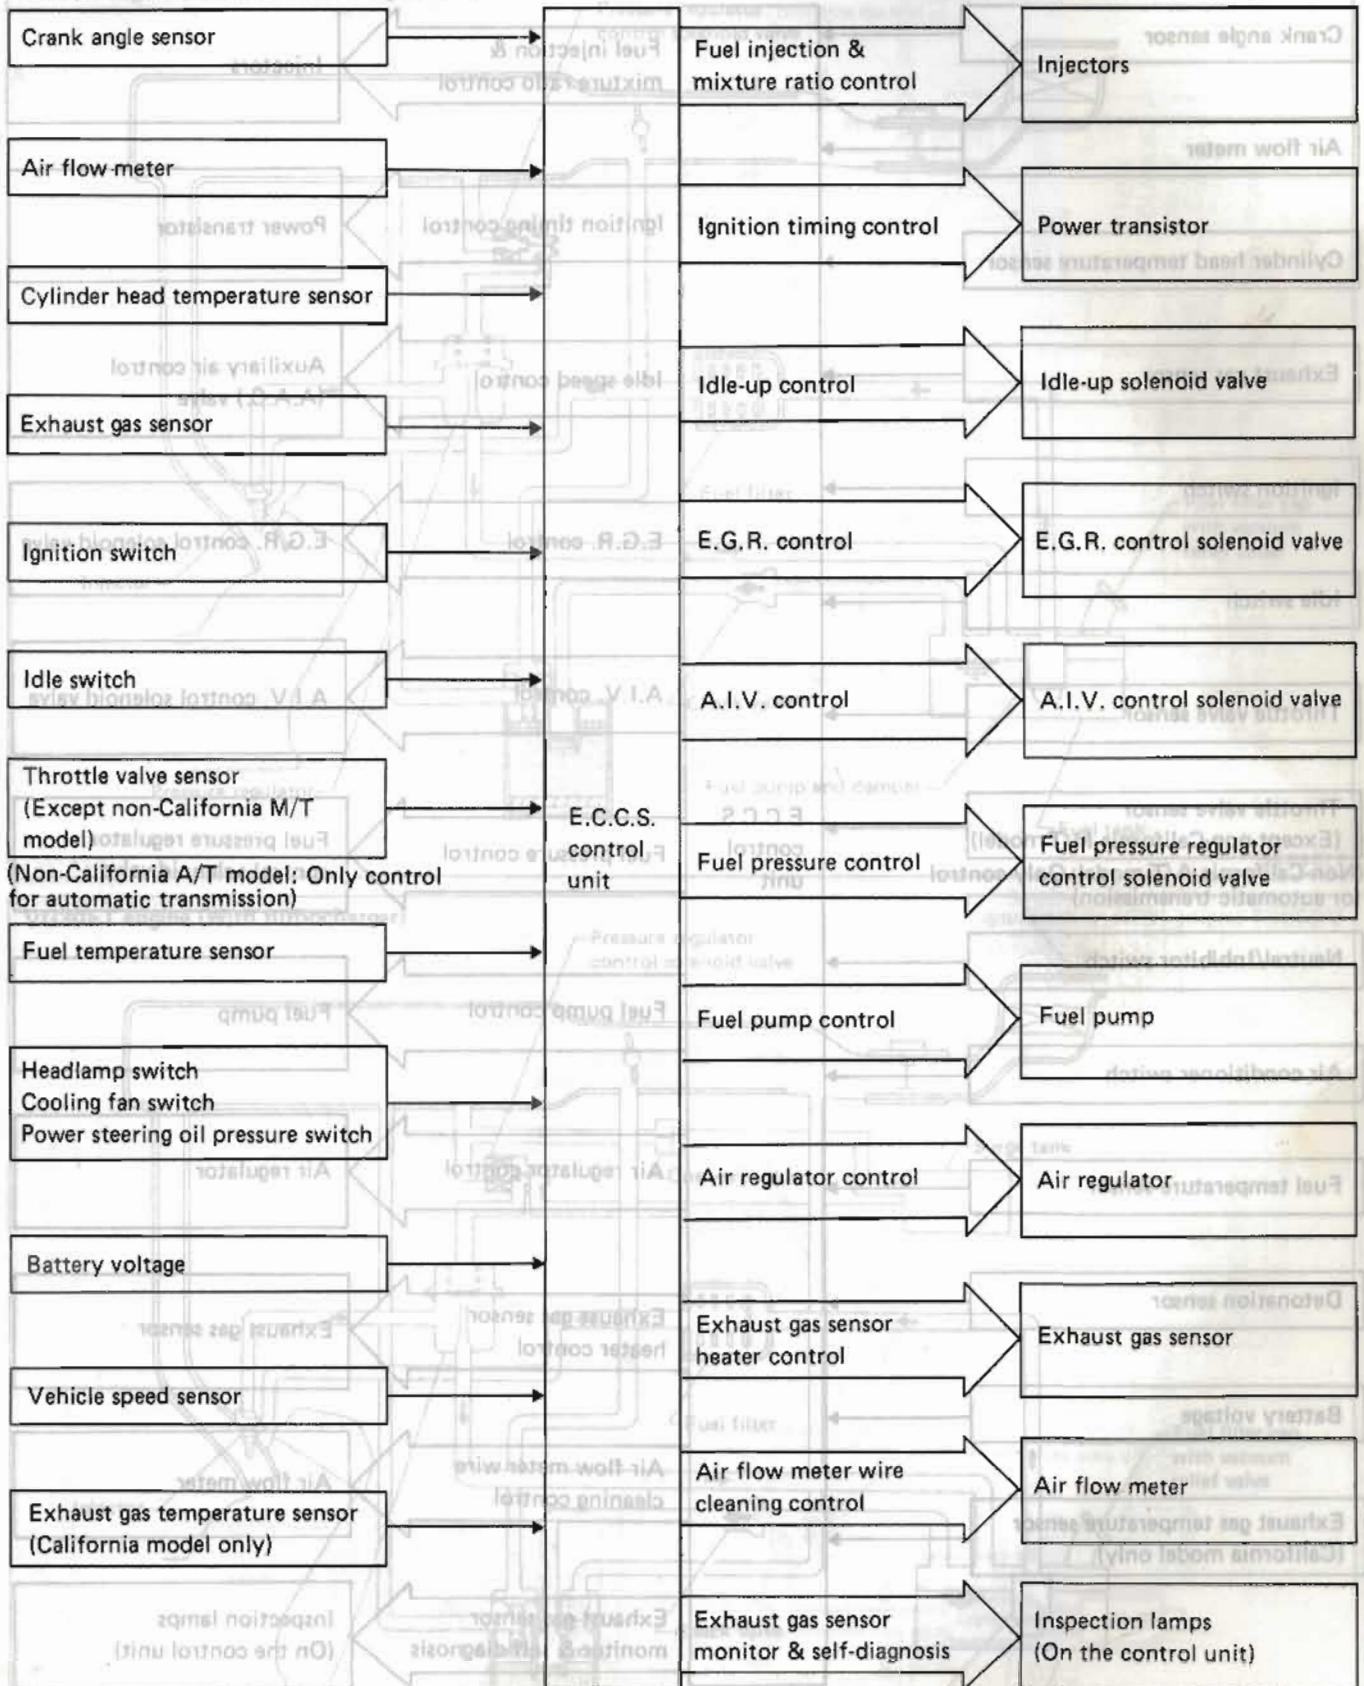 Crank angle sensor
Air flow meter
Cylinder head temperature sensor
Exhaust gas sensor
Ignition switch
Idle switch
Throttle valve sensor
(Except non-California M/T
model)
(Non-California A/T model: Only control
for automatic transmission)
Fuel temperature sensor
Headlamp switch
Cooling fan switch
Power steering oil pressure switch
Battery voltage
Vehicle speed sensor
Exhaust gas temperature sensor
(California model only)
E.C.C.S.
control
unit
Fuel injection &
mixture ratio control
Injectors
Ignition timing control
Power transistor
Idle-up control
Idle-up solenoid valve
E.G.R. control
E.G.R. control solenoid valve
A.I.V. control
A.I.V. control solenoid valve
Fuel pressure control
Fuel pressure regulator
control solenoid valve
Fuel pump control
Fuel pump
Air regulator control
Air regulator
Exhaust gas sensor
heater control
Exhaust gas sensor
Air flow meter wire
cleaning control
Air flow meter
Exhaust gas sensor
monitor & self-diagnosis
Inspection lamps
(On the control unit)